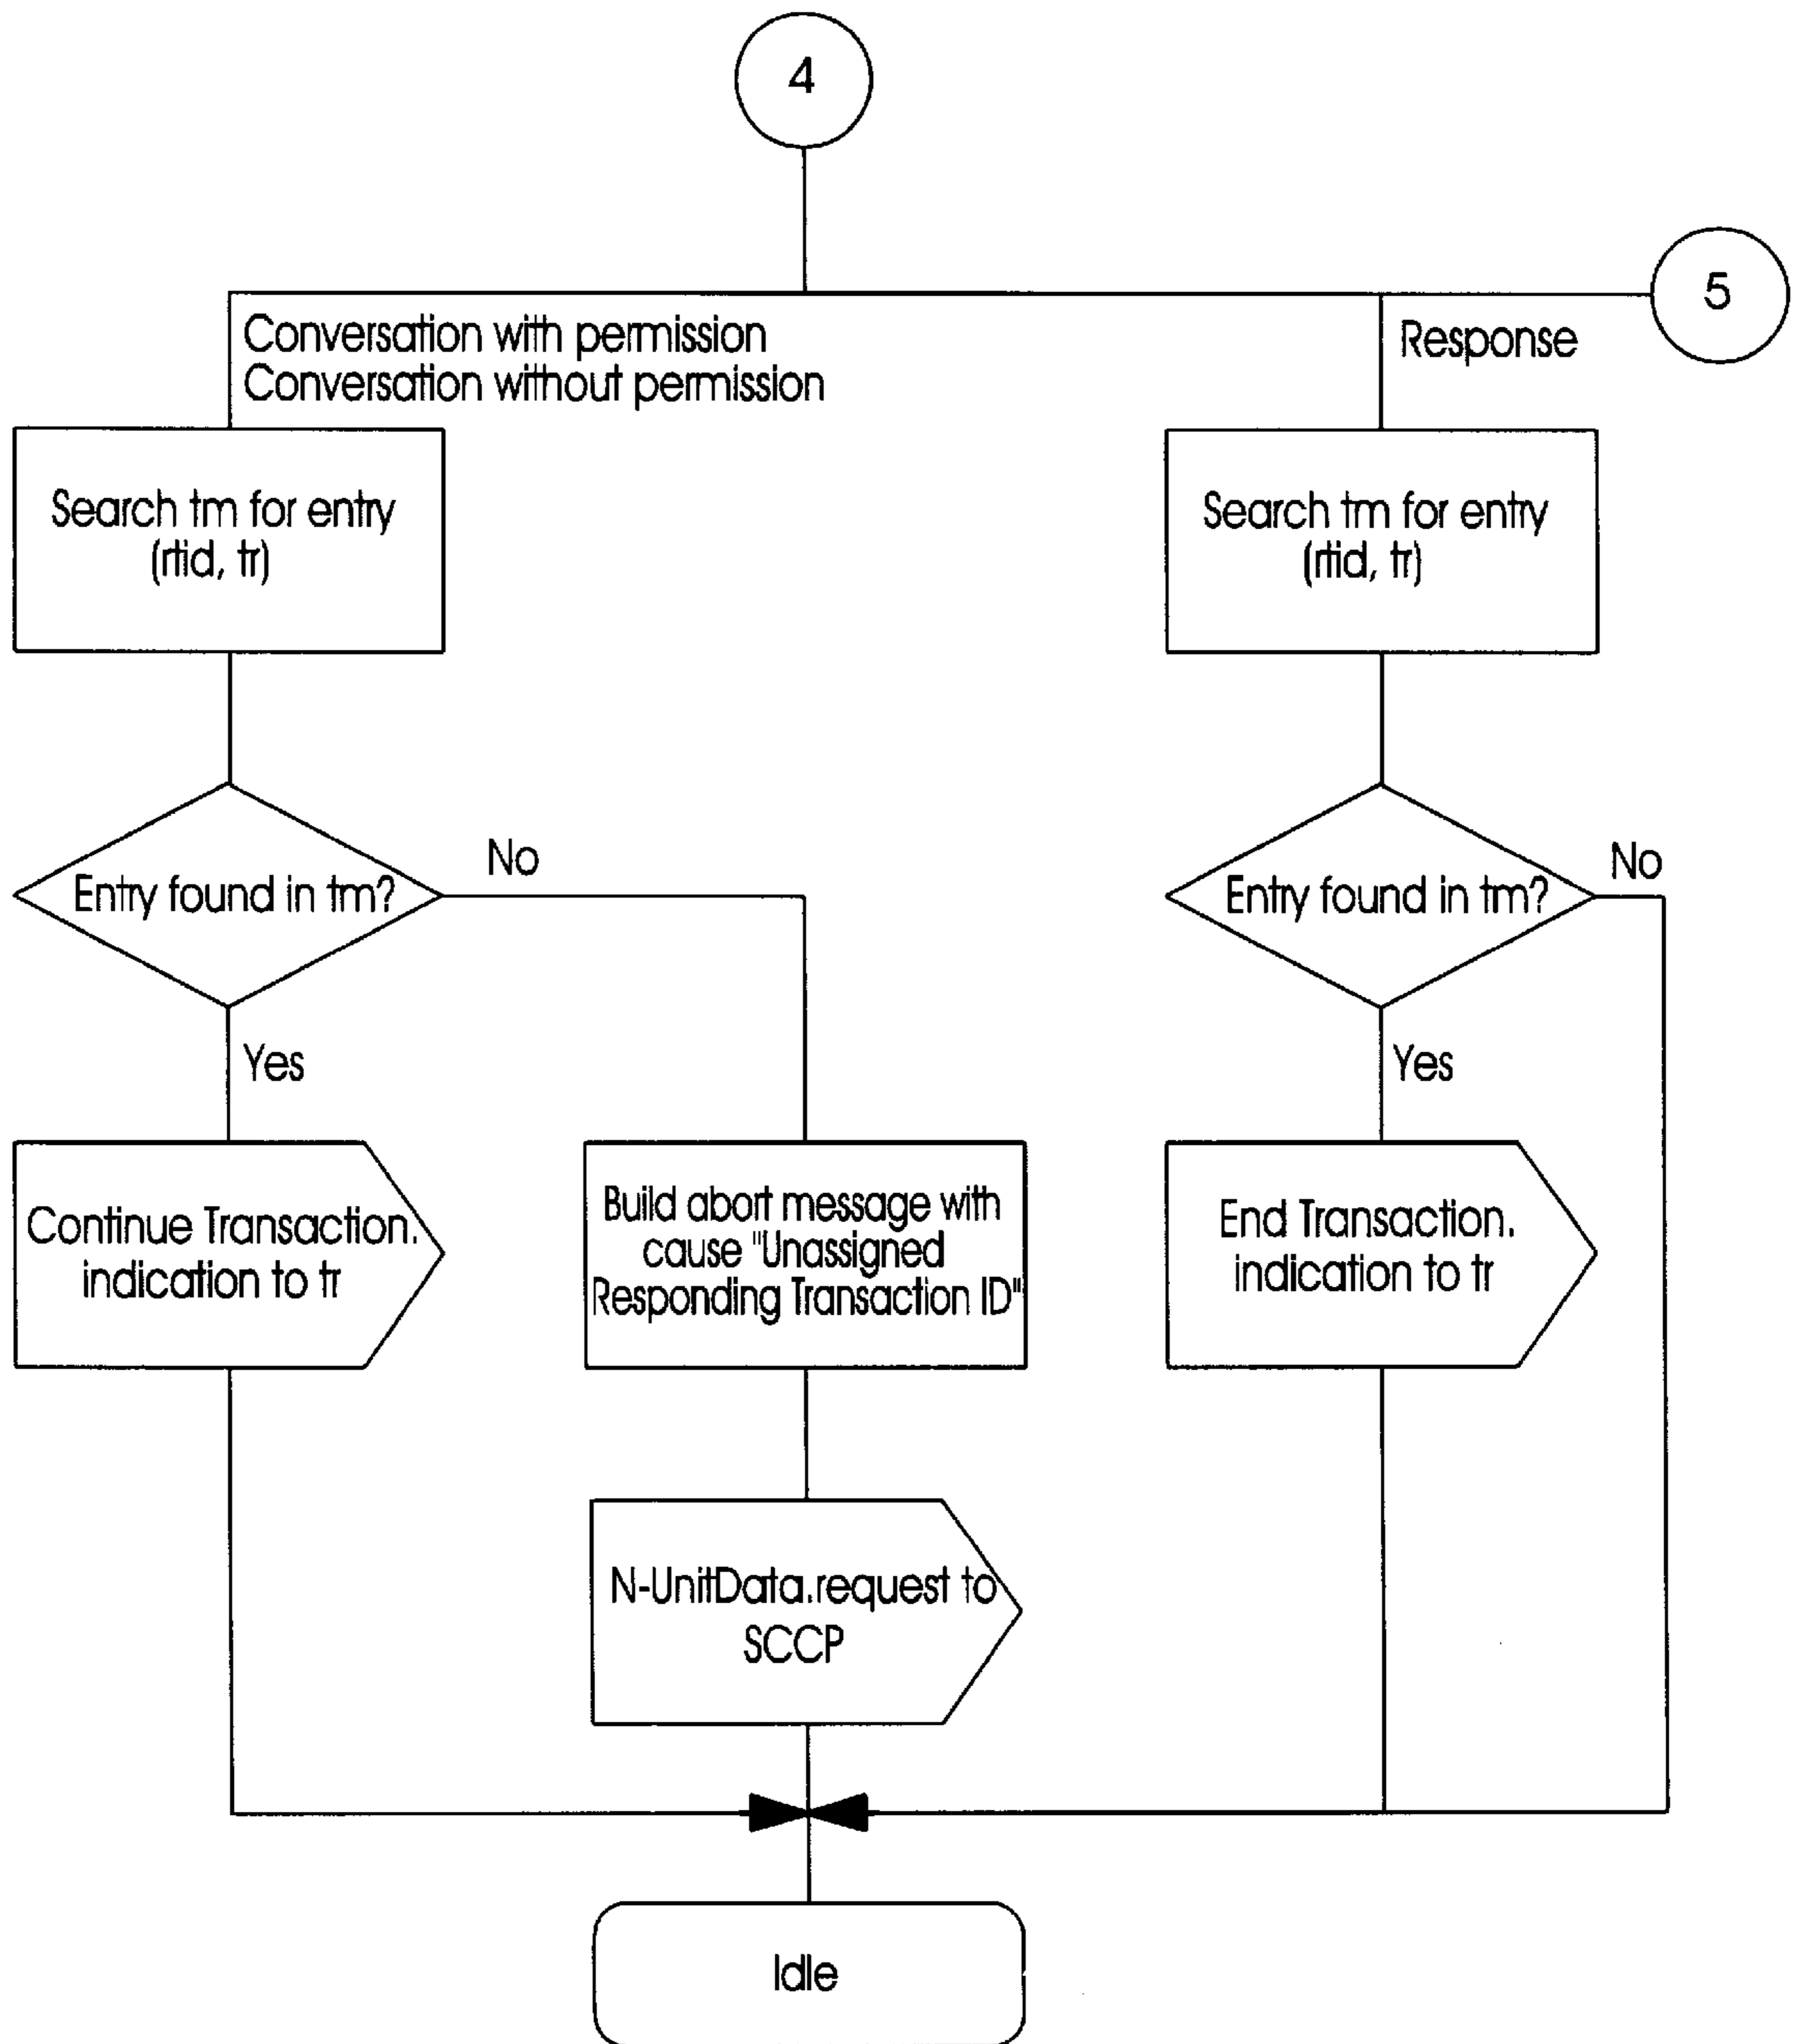 4
5
Conversation with permission
Conversation without permission
Response
Search tm for entry
(rtid, tr)
Search tm for entry
(rtid, tr)
Entry found in tm?
No
Entry found in tm?
No
Yes
Yes
Continue Transaction.
indication to tr
Build abort message with
cause "Unassigned
Responding Transaction ID"
End Transaction.
indication to tr
N-UnitData.request to
SCCP
Idle